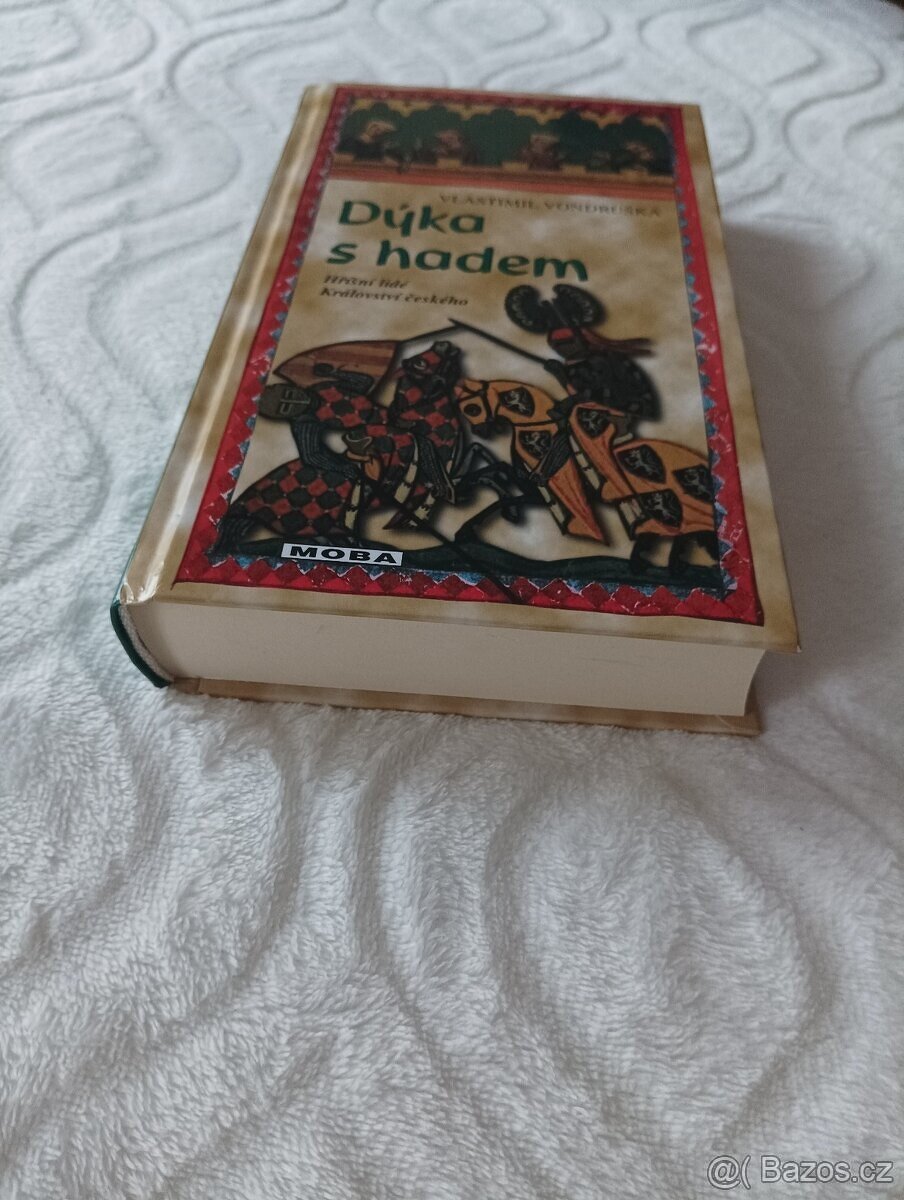 VLASTIMIL VONDRUŠKA
Dýka
s hadem
Hříšní lidé
Království českého
MOBA
@( Bazos.cz